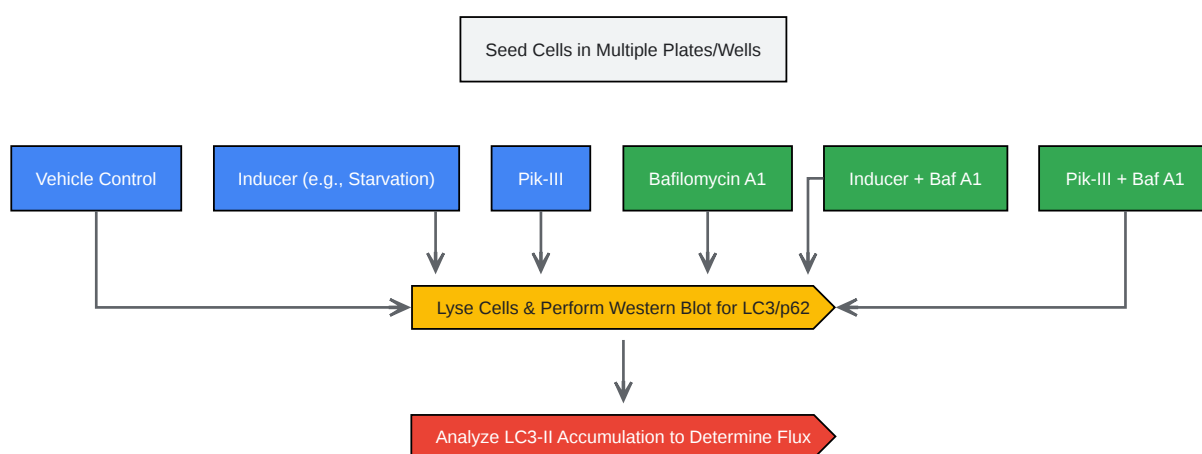 Seed Cells in Multiple Plates/Wells
Vehicle Control
Inducer (e.g., Starvation)
Pik-III
Bafilomycin A1
Inducer + Baf A1
Pik-III + Baf A1
Lyse Cells & Perform Western Blot for LC3/p62
Analyze LC3-II Accumulation to Determine Flux